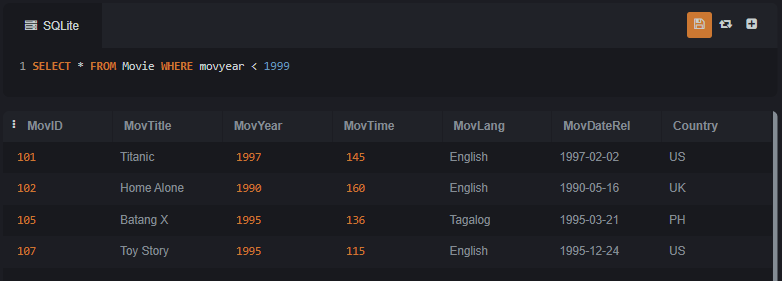 SQLite
1 SELECT * FROM Movie WHERE movyear < 1999
MovID MovTitle MovYear MovTime MovLang MovDateRel Country
101 Titanic 1997 145 English 1997-02-02 US
102 Home Alone 1990 160 English 1990-05-16 UK
105 Batang X 1995 136 Tagalog 1995-03-21 PH
107 Toy Story 1995 115 English 1995-12-24 US